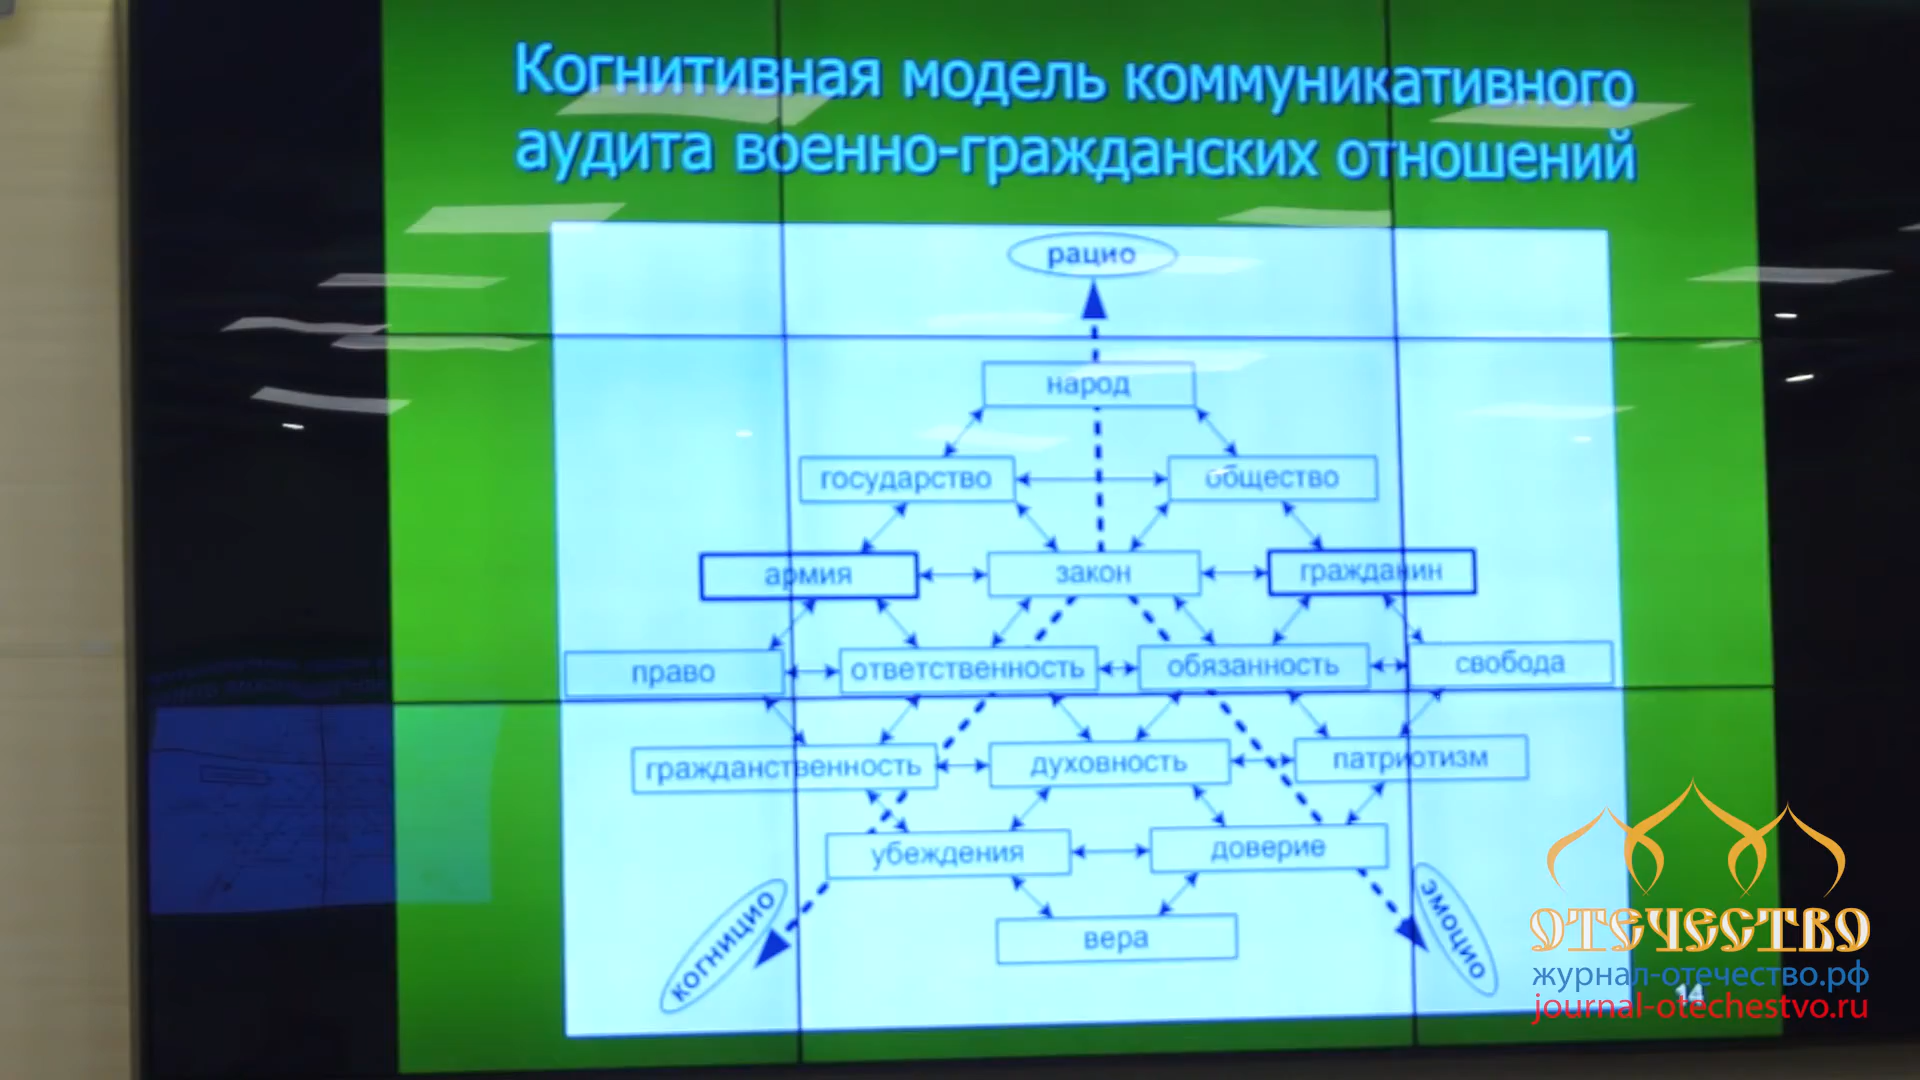 Когнитивная модель коммуникативного
аудита военно-гражданских отношений
рацио
народ
государство общество
армия закон гражданин
право ответственность обязанность свобода
гражданственность духовность патриотизм
убеждения доверие
вера
когницио эмоцио
ОТЕЧЕСТВО
журнал-отечество.рф
14
journal-otechestvo.ru